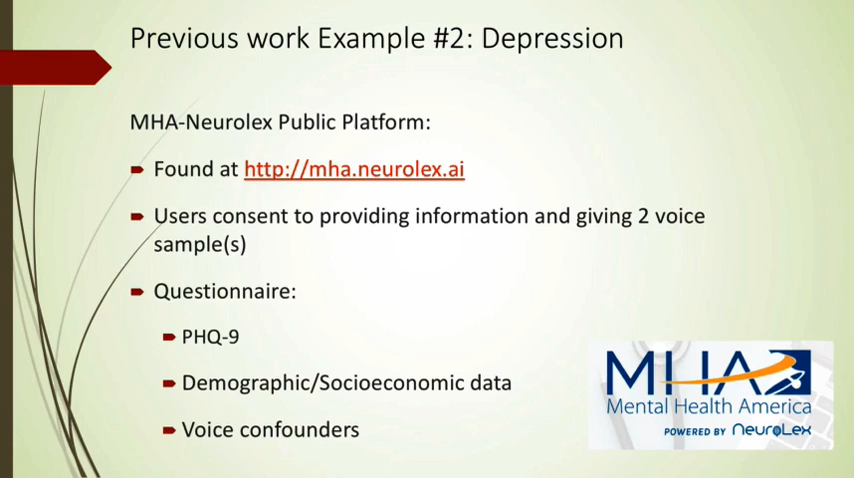 Previous work Example #2: Depression
MHA-Neurolex Public Platform:
Found at http://mha.neurolex.ai
Users consent to providing information and giving 2 voice
sample(s)
Questionnaire:
PHQ-9
Demographic/Socioeconomic data
Voice confounders
MHA
Mental Health America
POWERED BY NEUROLEX